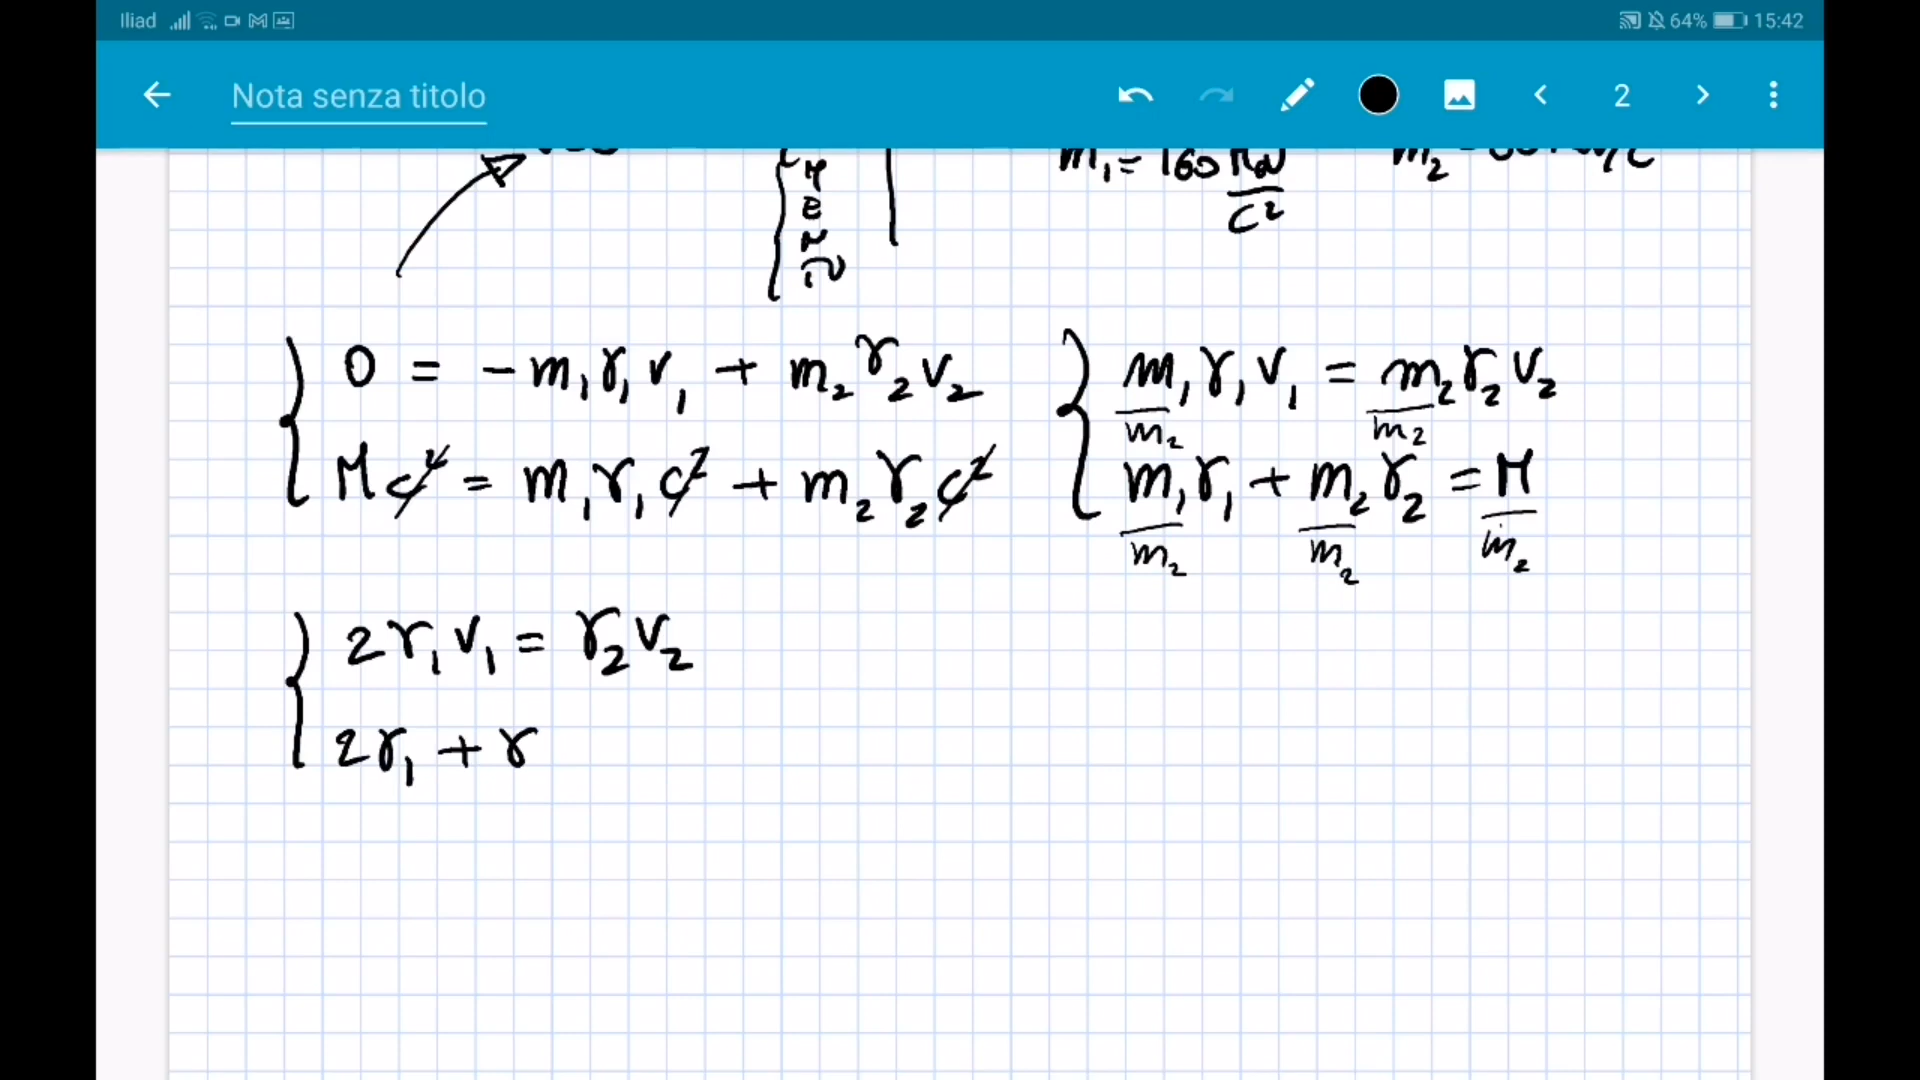 Iliad 64% 15:42
Nota senza titolo 2
m₁ = 160
C²
0 = -m₁γ₁v₁ + m₂γ₂v₂
Mc² = m₁γ₁c² + m₂γ₂c²
m₁γ₁v₁ = m₂γ₂v₂
m₂ m₂
m₁γ₁ + m₂γ₂ = M
m₂ m₂ m₂
2γ₁v₁ = γ₂v₂
2γ₁ + γ